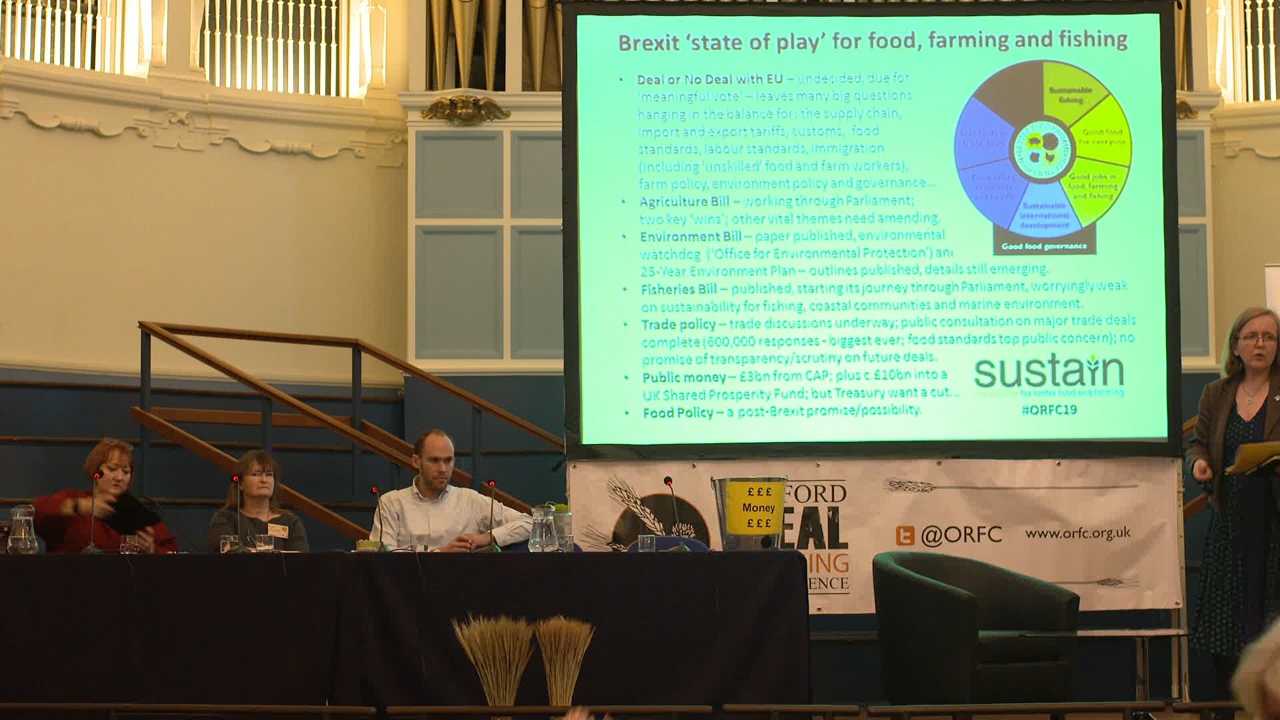 Brexit ‘state of play’ for food, farming and fishing
• Deal or No Deal with EU – undecided, due for
‘meaningful vote’ – leaves many big questions
hanging in the balance for: the supply chain,
import and export tariffs, customs, food
standards, labour standards, immigration
(including ‘unskilled’ food and farm workers),
farm policy, environment policy and governance...
• Agriculture Bill – working through Parliament;
two key ‘wins’; other vital themes need amending.
• Environment Bill – paper published, environmental
watchdog (‘Office for Environmental Protection’) an
25-Year Environment Plan – outlines published, details still emerging.
• Fisheries Bill – published, starting its journey through Parliament, worryingly weak
on sustainability for fishing, coastal communities and marine environment.
• Trade policy – trade discussions underway; public consultation on major trade deals
complete (600,000 responses - biggest ever; food standards top public concern); no
promise of transparency/scrutiny on future deals.
• Public money – £3bn from CAP; plus c. £10bn into a
UK Shared Prosperity Fund; but Treasury want a cut...
• Food Policy – a post-Brexit promise/possibility.
Sustainable
fishing
Good food
for everyone
Good jobs in
food, farming
and fishing
Sustainable
international
development
Good food governance
sustain
for better food and farming
#ORFC19
£££
Money
£££
FORD
EAL
ING
ENCE
@ORFC
www.orfc.org.uk